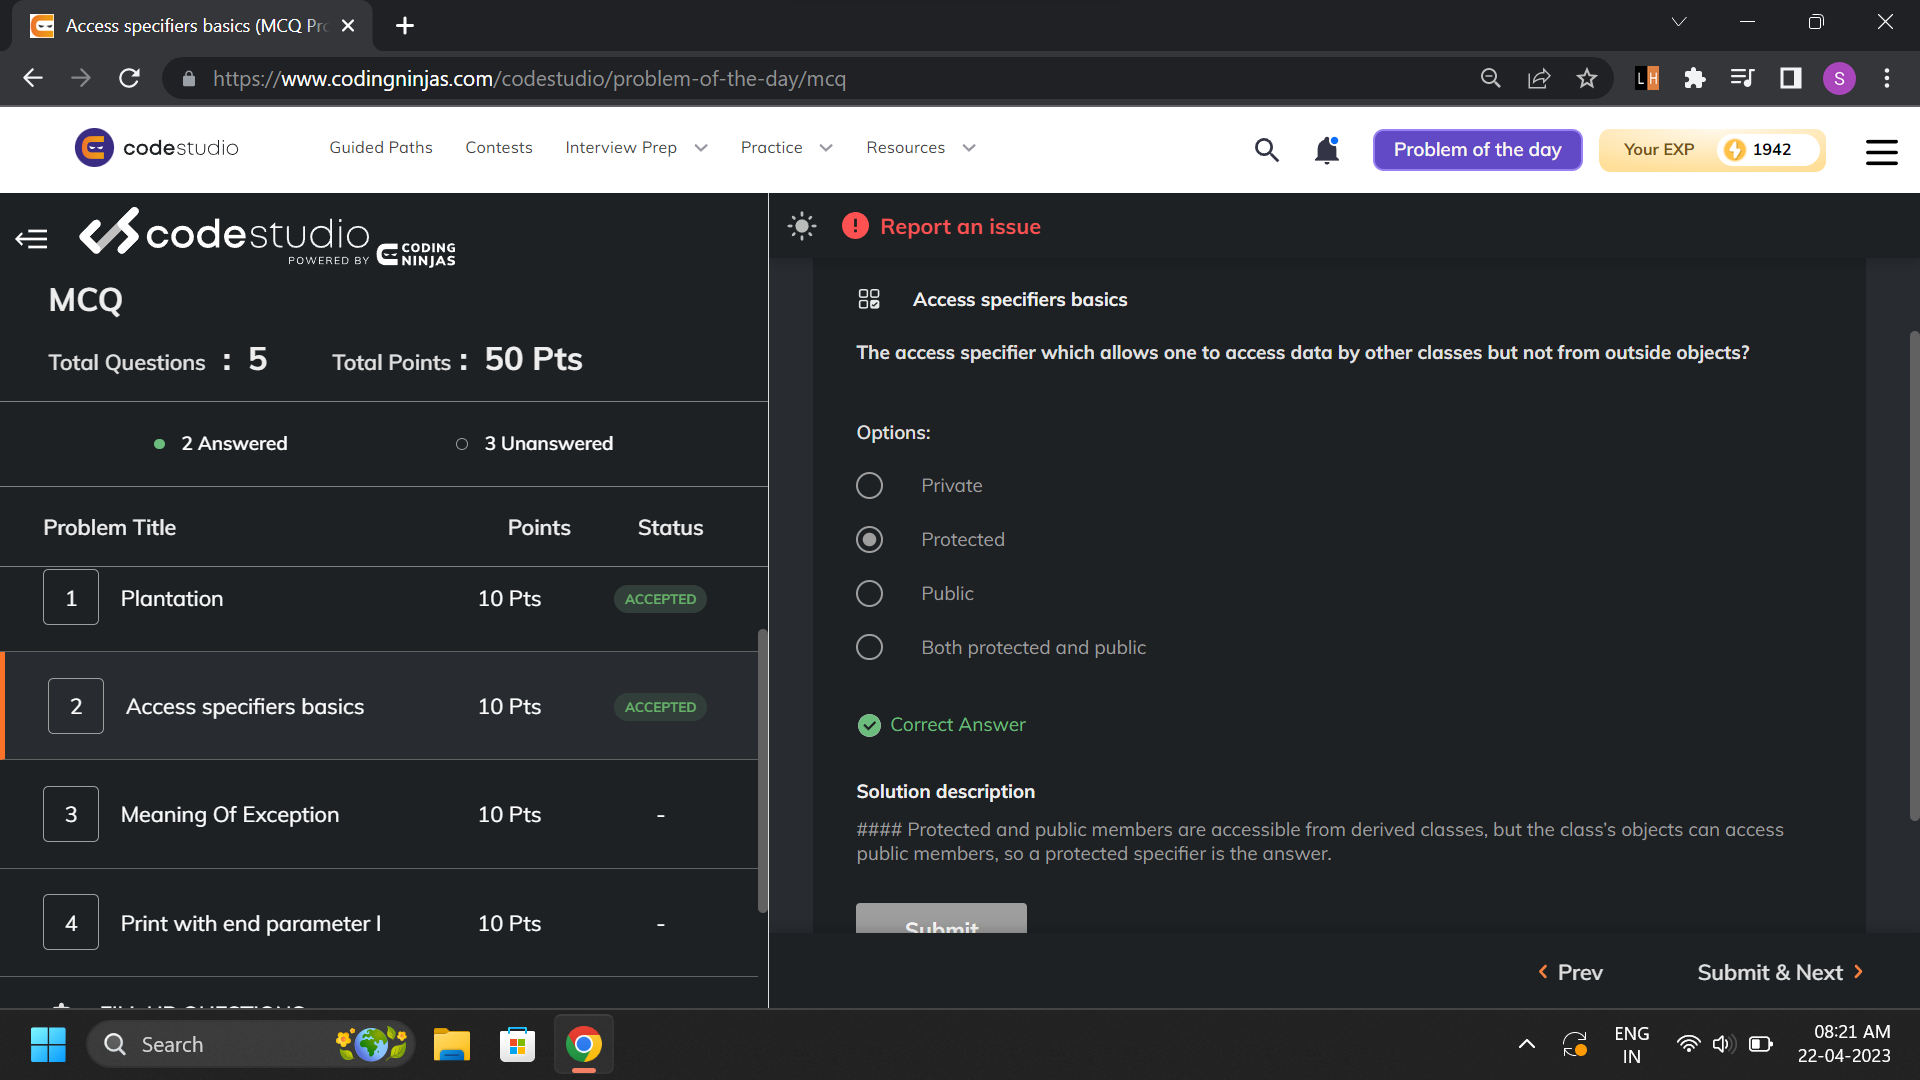 Access specifiers basics (MCQ Pr
https://www.codingninjas.com/codestudio/problem-of-the-day/mcq
LH
S
codestudio
Guided Paths
Contests
Interview Prep
Practice
Resources
Problem of the day
Your EXP
1942
codestudio
POWERED BY CODING NINJAS
Report an issue
MCQ
Total Questions : 5
Total Points : 50 Pts
2 Answered
3 Unanswered
Problem Title Points Status
1 Plantation 10 Pts ACCEPTED
2 Access specifiers basics 10 Pts ACCEPTED
3 Meaning Of Exception 10 Pts -
4 Print with end parameter I 10 Pts -
Access specifiers basics
The access specifier which allows one to access data by other classes but not from outside objects?
Options:
Private
Protected
Public
Both protected and public
Correct Answer
Solution description
#### Protected and public members are accessible from derived classes, but the class’s objects can access
public members, so a protected specifier is the answer.
Submit
Prev
Submit & Next
Search
ENG
IN
08:21 AM
22-04-2023